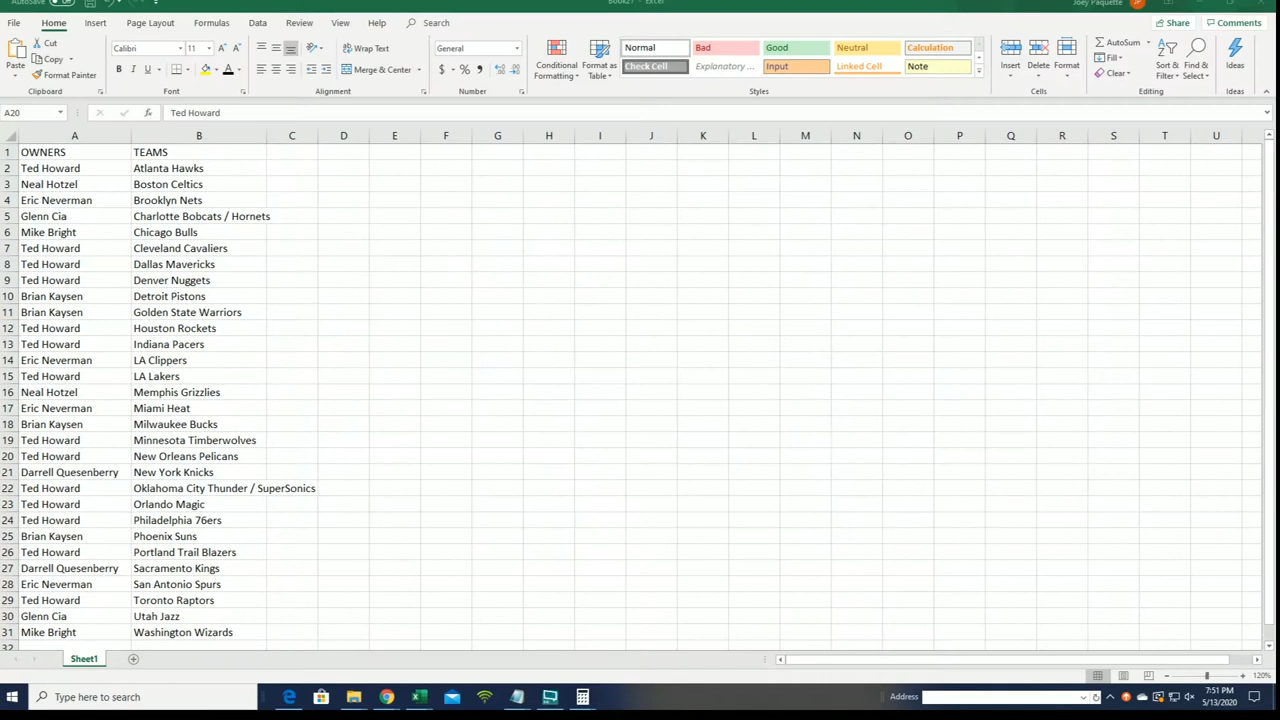 AutoSave Off Book27 - Excel Joey Paquette JP
File Home Insert Page Layout Formulas Data Review View Help Search Share Comments
Paste Cut Copy Format Painter Clipboard
Calibri 11 B I U A Font
Wrap Text Merge & Center Alignment
General $ % , Number
Conditional Formatting Format as Table
Normal Bad Good Neutral Calculation
Check Cell Explanatory ... Input Linked Cell Note
Styles
Insert Delete Format Cells
AutoSum Fill Clear Sort & Filter Find & Select Editing
Ideas Ideas
A20 fx Ted Howard
A B C D E F G H I J K L M N O P Q R S T U
1 OWNERS TEAMS
2 Ted Howard Atlanta Hawks
3 Neal Hotzel Boston Celtics
4 Eric Neverman Brooklyn Nets
5 Glenn Cia Charlotte Bobcats / Hornets
6 Mike Bright Chicago Bulls
7 Ted Howard Cleveland Cavaliers
8 Ted Howard Dallas Mavericks
9 Ted Howard Denver Nuggets
10 Brian Kaysen Detroit Pistons
11 Brian Kaysen Golden State Warriors
12 Ted Howard Houston Rockets
13 Ted Howard Indiana Pacers
14 Eric Neverman LA Clippers
15 Ted Howard LA Lakers
16 Neal Hotzel Memphis Grizzlies
17 Eric Neverman Miami Heat
18 Brian Kaysen Milwaukee Bucks
19 Ted Howard Minnesota Timberwolves
20 Ted Howard New Orleans Pelicans
21 Darrell Quesenberry New York Knicks
22 Ted Howard Oklahoma City Thunder / SuperSonics
23 Ted Howard Orlando Magic
24 Ted Howard Philadelphia 76ers
25 Brian Kaysen Phoenix Suns
26 Ted Howard Portland Trail Blazers
27 Darrell Quesenberry Sacramento Kings
28 Eric Neverman San Antonio Spurs
29 Ted Howard Toronto Raptors
30 Glenn Cia Utah Jazz
31 Mike Bright Washington Wizards
32
Sheet1
120%
Type here to search Address 7:51 PM
5/13/2020